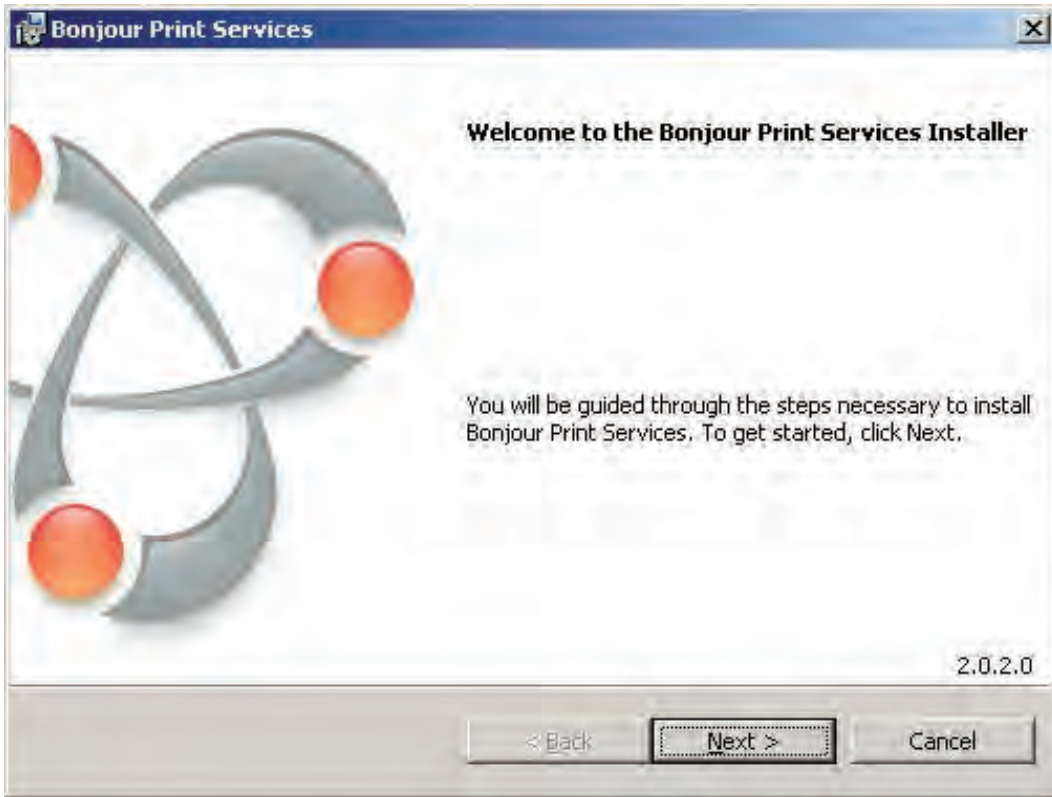 Bonjour Print Services
Welcome to the Bonjour Print Services Installer
You will be guided through the steps necessary to install
Bonjour Print Services. To get started, click Next.
2.0.2.0
< Back
Next >
Cancel